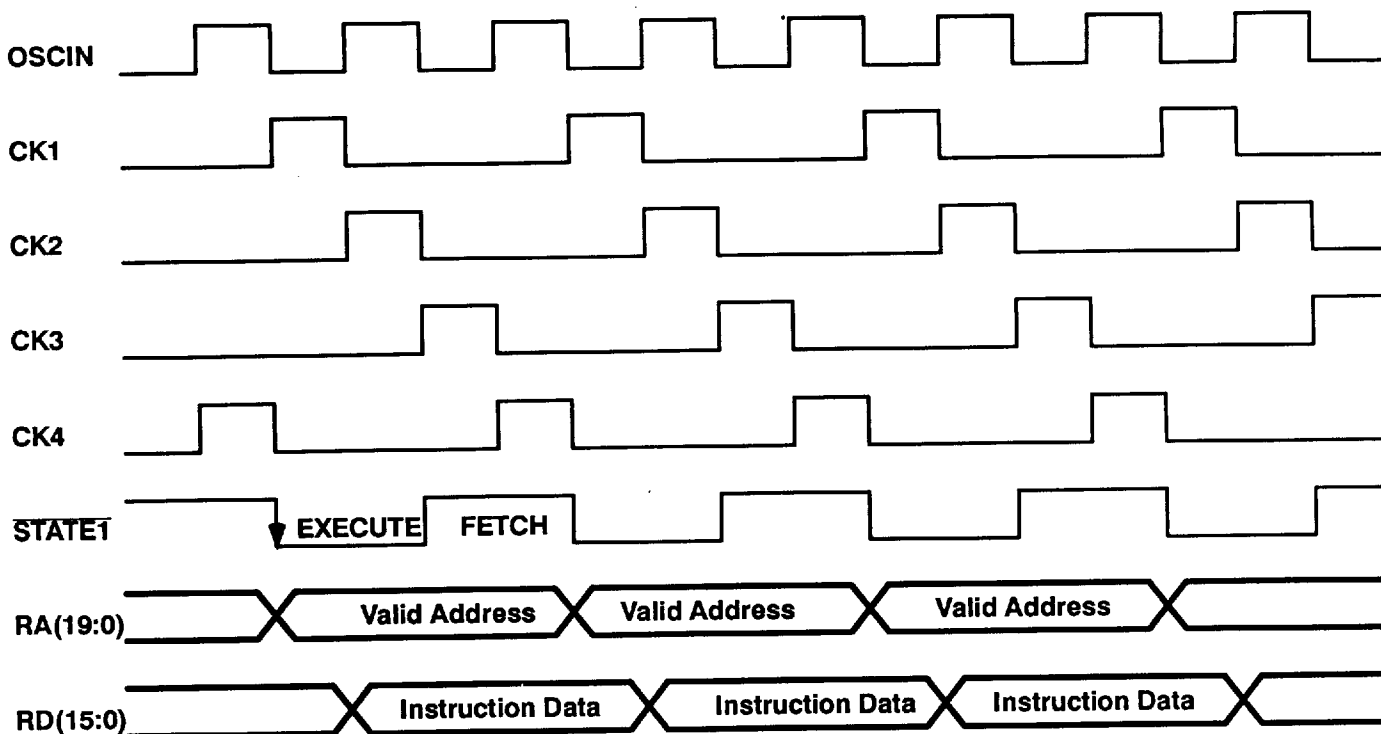 OSCIN
CK1
CK2
CK3
CK4
STATE1 EXECUTE FETCH
RA(19:0) Valid Address Valid Address Valid Address
RD(15:0) Instruction Data Instruction Data Instruction Data